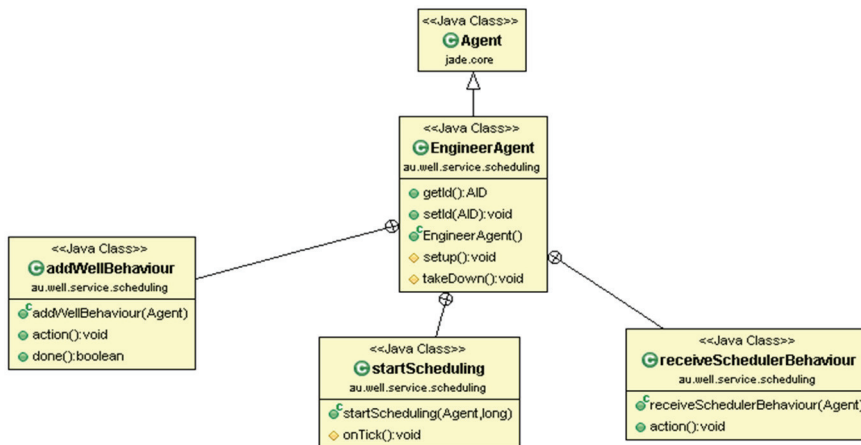 <<Java Class>>
Agent
jade.core
<<Java Class>>
EngineerAgent
au.well.service.scheduling
getId():AID
setId(AID):void
EngineerAgent()
setup():void
takeDown():void
<<Java Class>>
addWellBehaviour
au.well.service.scheduling
addWellBehaviour(Agent)
action():void
done():boolean
<<Java Class>>
startScheduling
au.well.service.scheduling
startScheduling(Agent,long)
onTick():void
<<Java Class>>
receiveSchedulerBehaviour
au.well.service.scheduling
receiveSchedulerBehaviour(Agent)
action():void